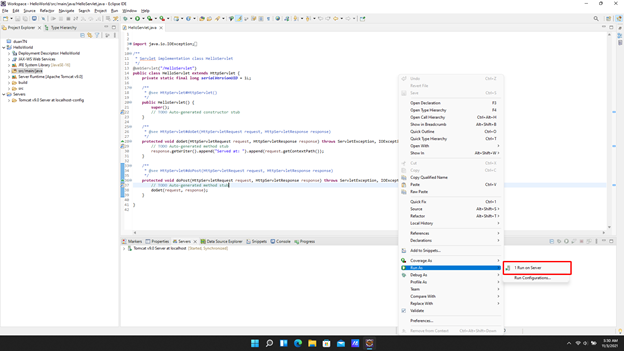 Workspace - HelloWorld/src/main/java/HelloServlet.java - Eclipse IDE
File Edit Source Refactor Navigate Search Project Run Window Help
Project Explorer
Type Hierarchy
duanTN
HelloWorld
Deployment Descriptor: HelloWorld
JAX-WS Web Services
JRE System Library [JavaSE-16]
src/main/java
Server Runtime [Apache Tomcat v9.0]
build
src
Servers
Tomcat v9.0 Server at localhost-config
HelloServlet.java
import java.io.IOException;
/**
* Servlet implementation class HelloServlet
*/
@WebServlet("/HelloServlet")
public class HelloServlet extends HttpServlet {
private static final long serialVersionUID = 1L;
/**
* @see HttpServlet#HttpServlet()
*/
public HelloServlet() {
super();
// TODO Auto-generated constructor stub
}
/**
* @see HttpServlet#doGet(HttpServletRequest request, HttpServletResponse response)
*/
protected void doGet(HttpServletRequest request, HttpServletResponse response) throws ServletException, IOExcep
// TODO Auto-generated method stub
response.getWriter().append("Served at: ").append(request.getContextPath());
}
/**
* @see HttpServlet#doPost(HttpServletRequest request, HttpServletResponse response)
*/
protected void doPost(HttpServletRequest request, HttpServletResponse response) throws ServletException, IOExce
// TODO Auto-generated method stub
doGet(request, response);
}
}
Undo Ctrl+Z
Revert File
Save Ctrl+S
Open Declaration F3
Open Type Hierarchy F4
Open Call Hierarchy Ctrl+Alt+H
Show in Breadcrumb Alt+Shift+B
Quick Outline Ctrl+O
Quick Type Hierarchy Ctrl+T
Open With
Show In Alt+Shift+W
Cut Ctrl+X
Copy Ctrl+C
Copy Qualified Name
Paste Ctrl+V
Raw Paste
Quick Fix Ctrl+1
Source Alt+Shift+S
Refactor Alt+Shift+T
Local History
References
Declarations
Add to Snippets...
Coverage As
Run As
Debug As
Profile As
Team
Compare With
Replace With
Validate
Preferences...
Remove from Context Ctrl+Alt+Shift+Down
1 Run on Server
Run Configurations...
Markers Properties Servers Data Source Explorer Snippets Console Progress
Tomcat v9.0 Server at localhost [Started, Synchronized]
5:50 AM
11/5/2021